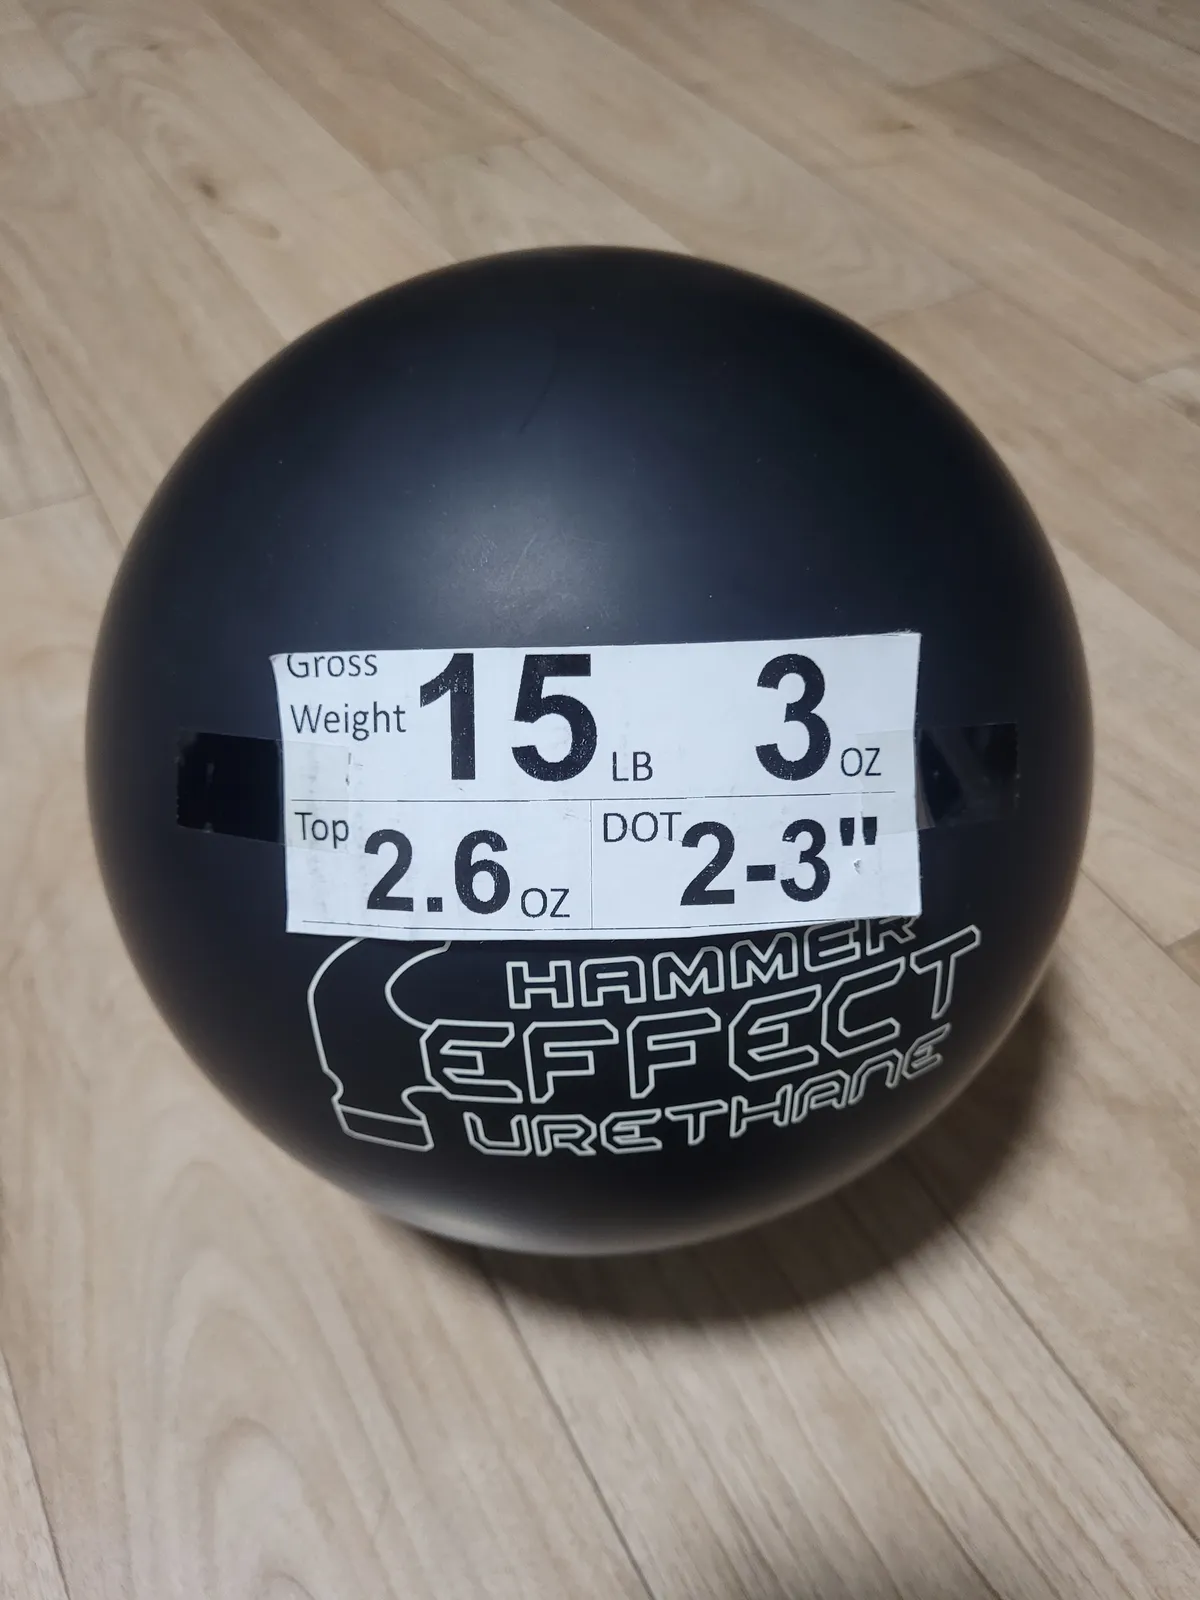 Gross
Weight 15 LB 3 OZ
Top 2.6 OZ DOT 2-3"
HAMMER
EFFECT
URETHANE